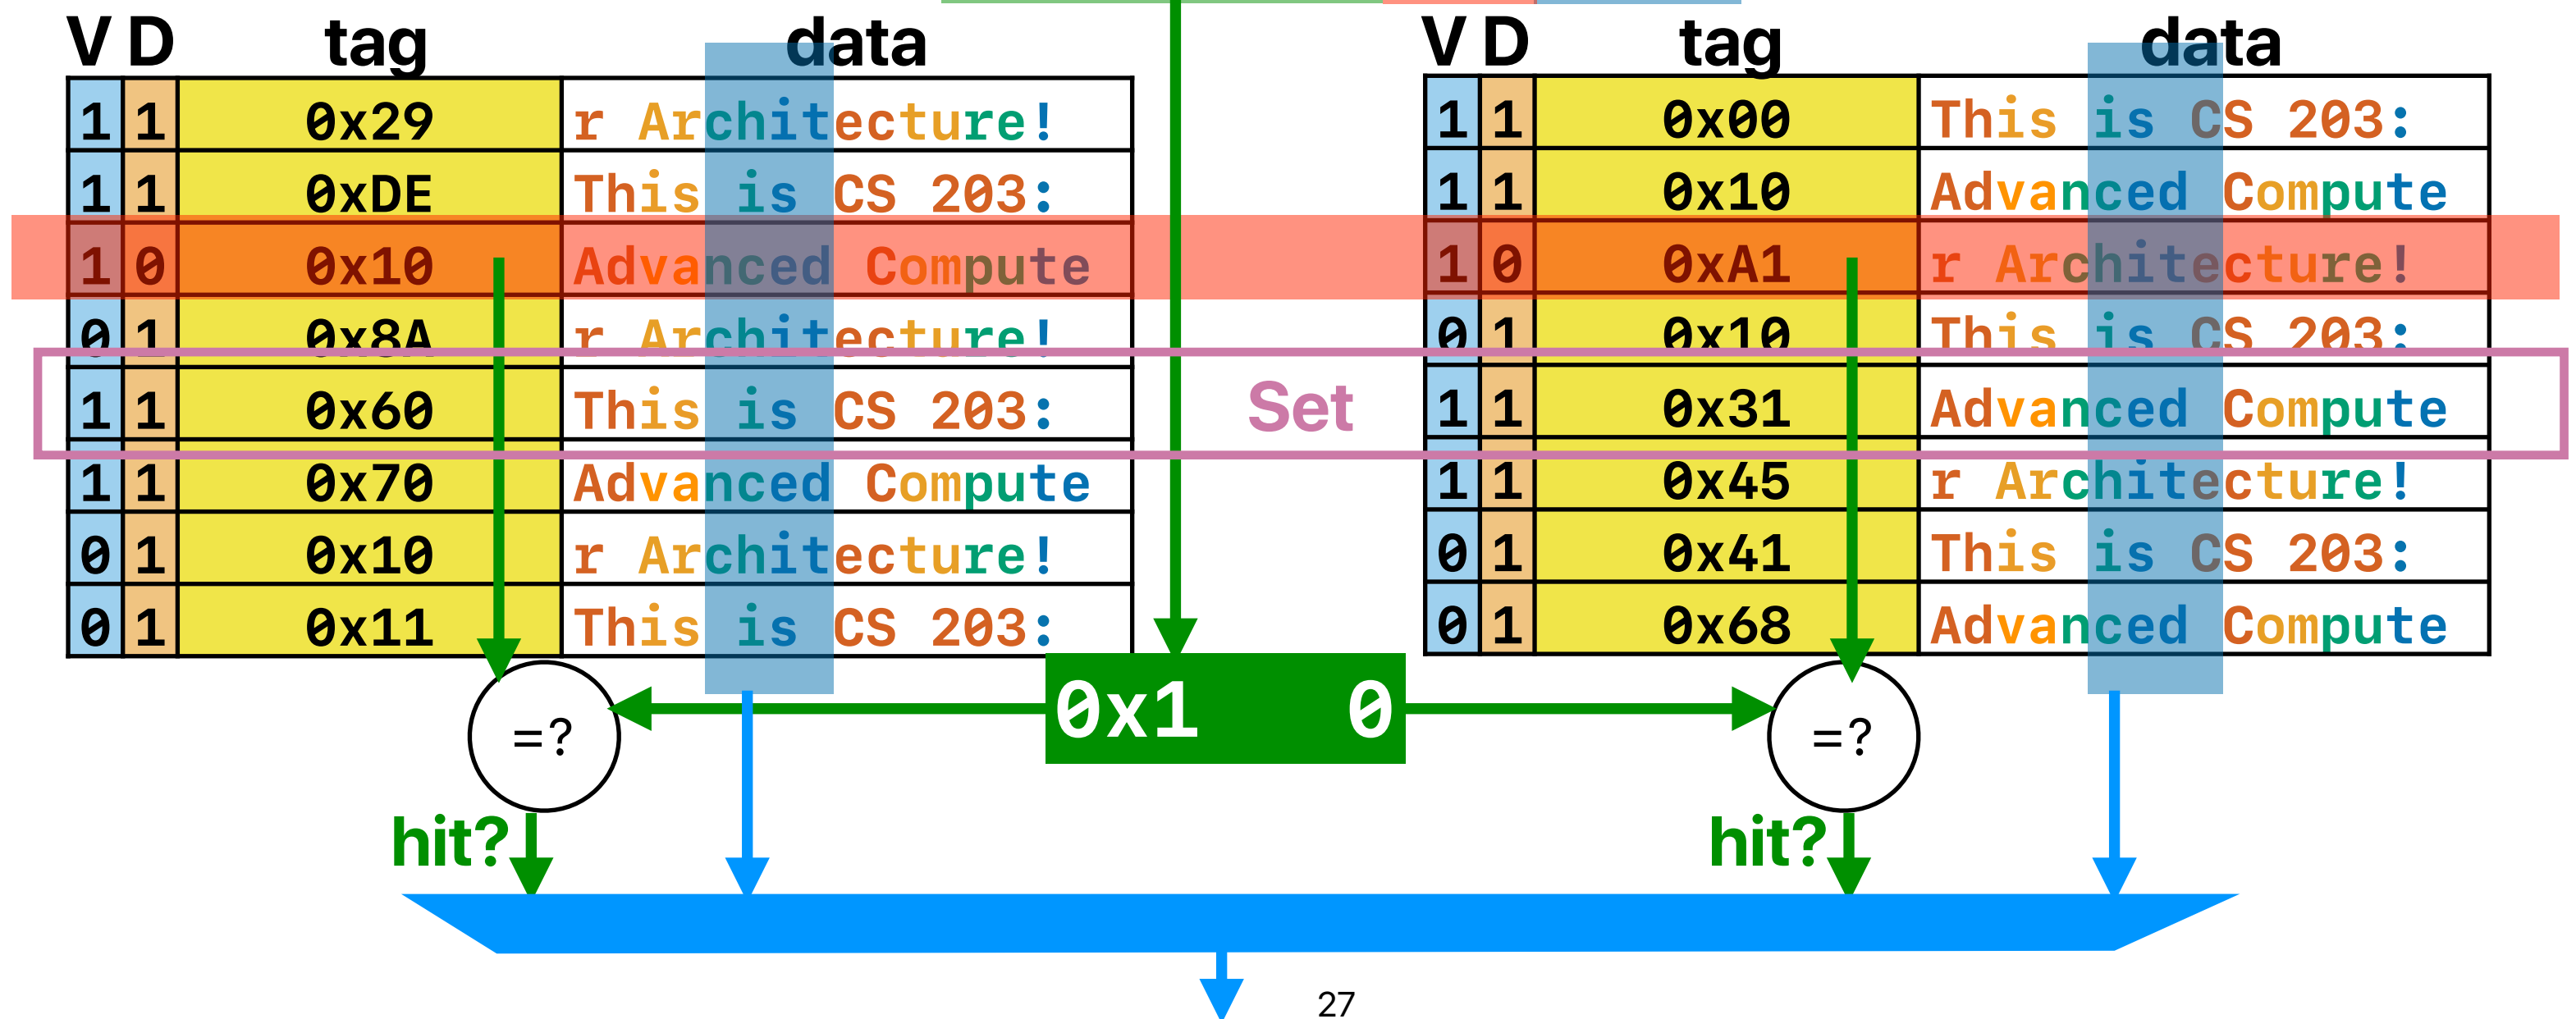 V D tag data V D tag data
1 1 0x29 r Architecture! 1 1 0x00 This is CS 203:
1 1 0xDE This is CS 203: 1 1 0x10 Advanced Compute
1 0 0x10 Advanced Compute 1 0 0xA1 r Architecture!
0 1 0x8A r Architecture! 0 1 0x10 This is CS 203:
1 1 0x60 This is CS 203: Set 1 1 0x31 Advanced Compute
1 1 0x70 Advanced Compute 1 1 0x45 r Architecture!
0 1 0x10 r Architecture! 0 1 0x41 This is CS 203:
0 1 0x11 This is CS 203: 0 1 0x68 Advanced Compute
=? 0x1 0 =?
hit? hit?
27